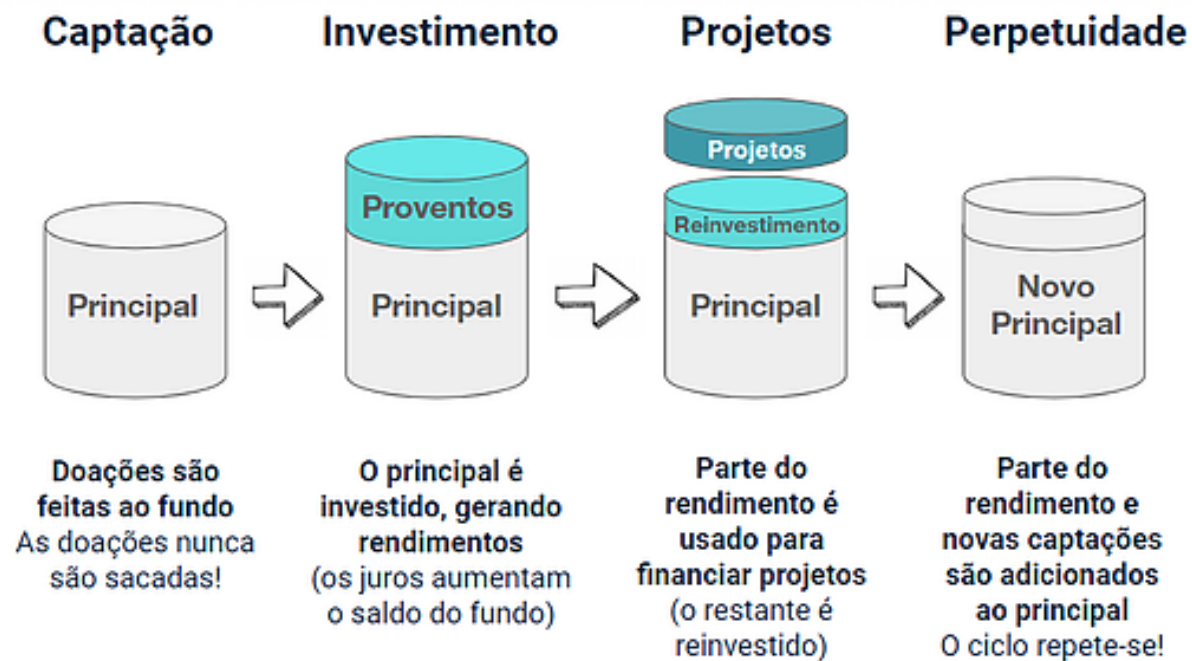 Captação
Investimento
Projetos
Perpetuidade
Principal
Proventos
Principal
Projetos
Reinvestimento
Principal
Novo
Principal
Doações são
feitas ao fundo
As doações nunca
são sacadas!
O principal é
investido, gerando
rendimentos
(os juros aumentam
o saldo do fundo)
Parte do
rendimento é
usado para
financiar projetos
(o restante é
reinvestido)
Parte do
rendimento e
novas captações
são adicionados
ao principal
O ciclo repete-se!